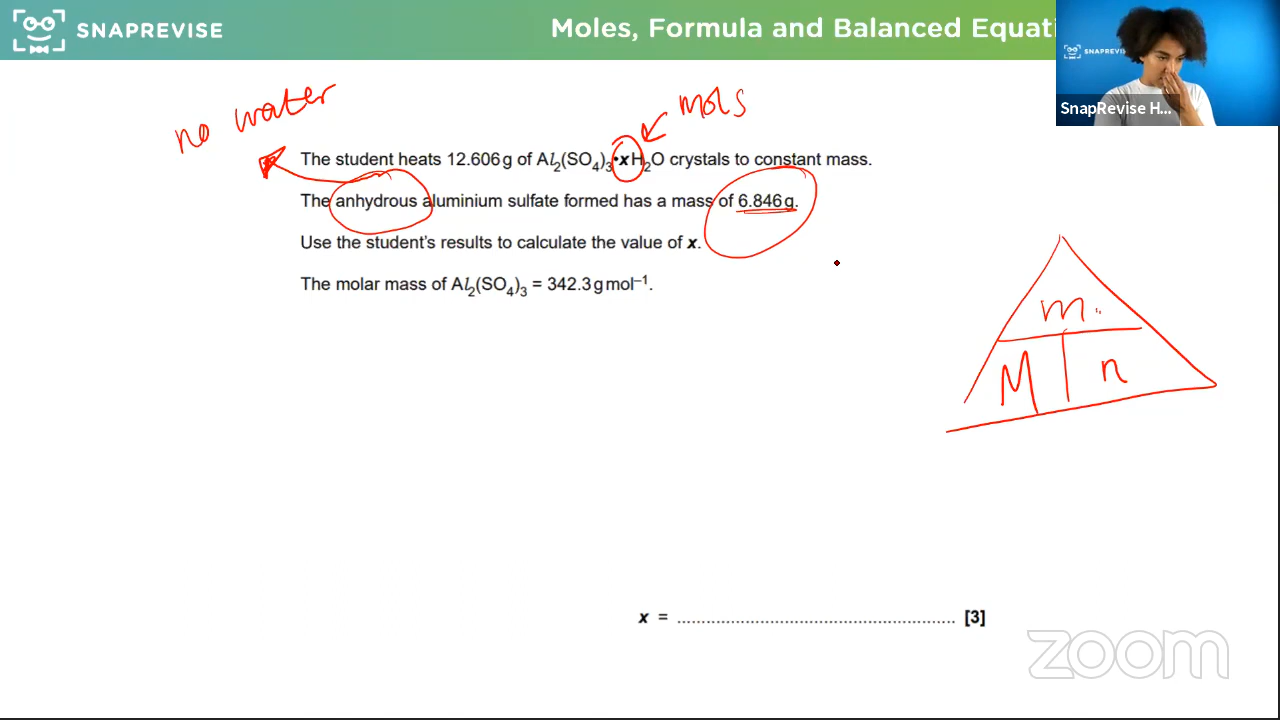 SNAPREVISE
Moles, Formula and Balanced Equati
SNAPREVISE
SnapRevise H...
mols
no water
The student heats 12.606 g of Al₂(SO₄)₃•xH₂O crystals to constant mass.
The anhydrous aluminium sulfate formed has a mass of 6.846 g.
Use the student's results to calculate the value of x.
The molar mass of Al₂(SO₄)₃ = 342.3 g mol⁻¹.
m
M n
x = .......................................................... [3]
zoom